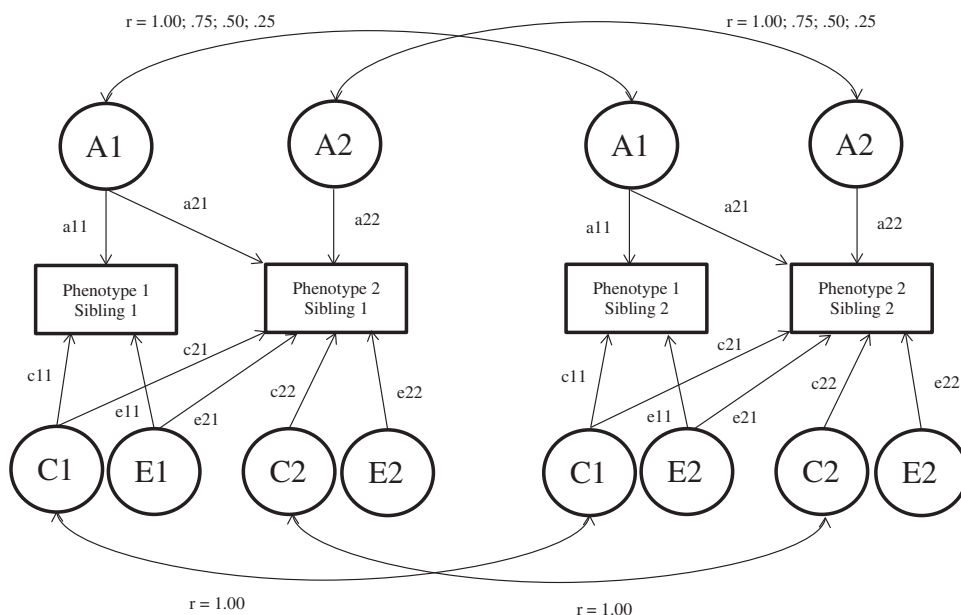 r = 1.00; .75; .50; .25
r = 1.00; .75; .50; .25
A1
A2
A1
A2
a11
a21
a22
a11
a21
a22
Phenotype 1
Sibling 1
Phenotype 2
Sibling 1
Phenotype 1
Sibling 2
Phenotype 2
Sibling 2
c11
c21
e11
e21
c22
e22
c11
c21
e11
e21
c22
e22
C1
E1
C2
E2
C1
E2
C2
E2
r = 1.00
r = 1.00